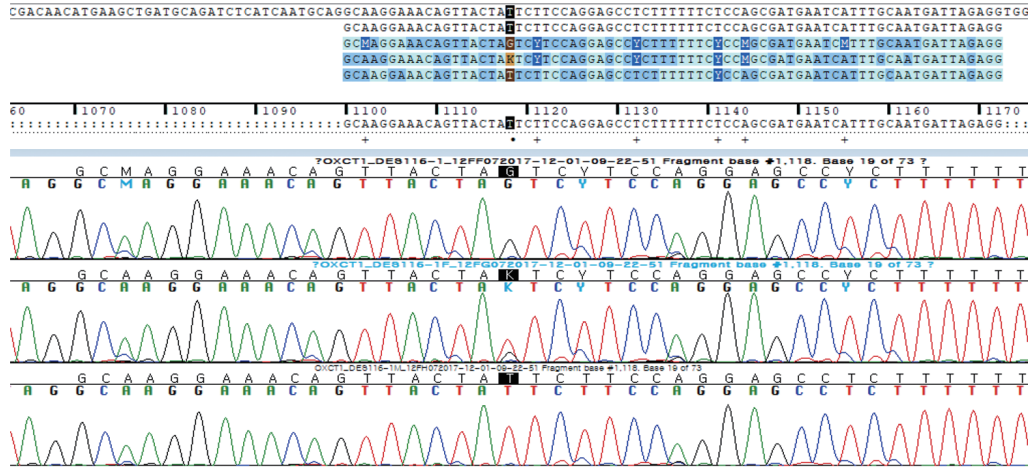 CGACAACATGAAGCTGATGCAGATCTCATCAATGCAGGCAAGGAAACAGTTACTATTCTTCCAGGAGCCTCTTTTTTCTCCAGCGATGAATCATTTGCAATGATTAGAGGTGG
GCAAGGAAACAGTTACTATTCTTCCAGGAGCCTCTTTTTTCTCCAGCGATGAATCATTTGCAATGATTAGAGG
GCMAGGAAACAGTTACTAGTCYTCCAGGAGCCYCTTTTTTCYCCMGCGATGAATCMTTTGCAATGATTAGAGG
GCAAGGAAACAGTTACTAKTCYTCCAGGAGCCYCTTTTTTCYCCMGCGATGAATCATTTGCAATGATTAGAGG
GCAAGGAAACAGTTACTATTCTTCCAGGAGCCTCTTTTTTCYCCAGCGATGAATCATTTGCAATGATTAGAGG
60 1070 1080 1090 1100 1110 1120 1130 1140 1150 1160 1170
GCAAGGAAACAGTTACTATTCTTCCAGGAGCCTCTTTTTTCTCCAGCGATGAATCATTTGCAATGATTAGAGG
+ • + + + + +
?OXCT1_DES116-1_12FF072017-12-01-09-22-51 Fragment base #1,118. Base 19 of 73 ?
G C M A G G A A A C A G T T A C T A G T C Y T C C A G G A G C C Y C T T T T T T
A G G C M A G G A A A C A G T T A C T A G T C Y T C C A G G A G C C Y C T T T T T T
?OXCT1_DES116-1F_12FG072017-12-01-09-22-51 Fragment base #1,118. Base 19 of 73 ?
G C A A G G A A A C A G T T A C T A K T C Y T C C A G G A G C C Y C T T T T T T
A G G C A A G G A A A C A G T T A C T A K T C Y T C C A G G A G C C Y C T T T T T T
OXCT1_DES116-1M_12FH072017-12-01-09-22-51 Fragment base #1,118. Base 19 of 73
G C A A G G A A A C A G T T A C T A T T C T T C C A G G A G C C T C T T T T T T
A G G C A A G G A A A C A G T T A C T A T T C T T C C A G G A G C C T C T T T T T T